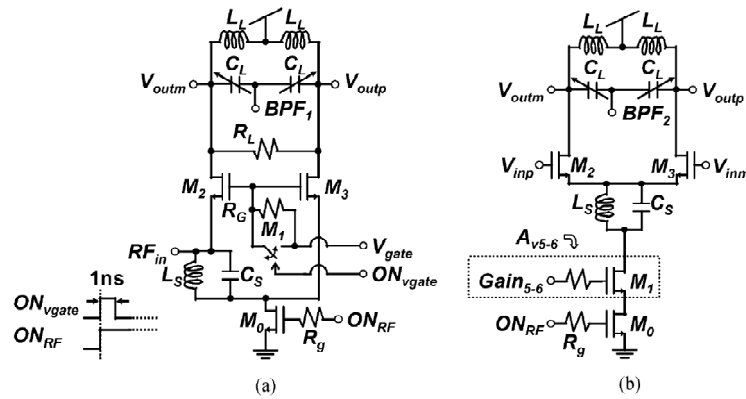 L_L L_L
C_L C_L
V_outm V_outp
BPF_1
R_L
M_2 M_3
R_G
M_1
RF_in
V_gate
L_S C_S
ON_vgate
1ns
ON_vgate
ON_RF
M_0
R_g
ON_RF
(a)
L_L L_L
C_L C_L
V_outm V_outp
BPF_2
V_inp M_2 M_3 V_inm
L_S C_S
A_v5-6
Gain_5-6 M_1
ON_RF M_0
R_g
(b)